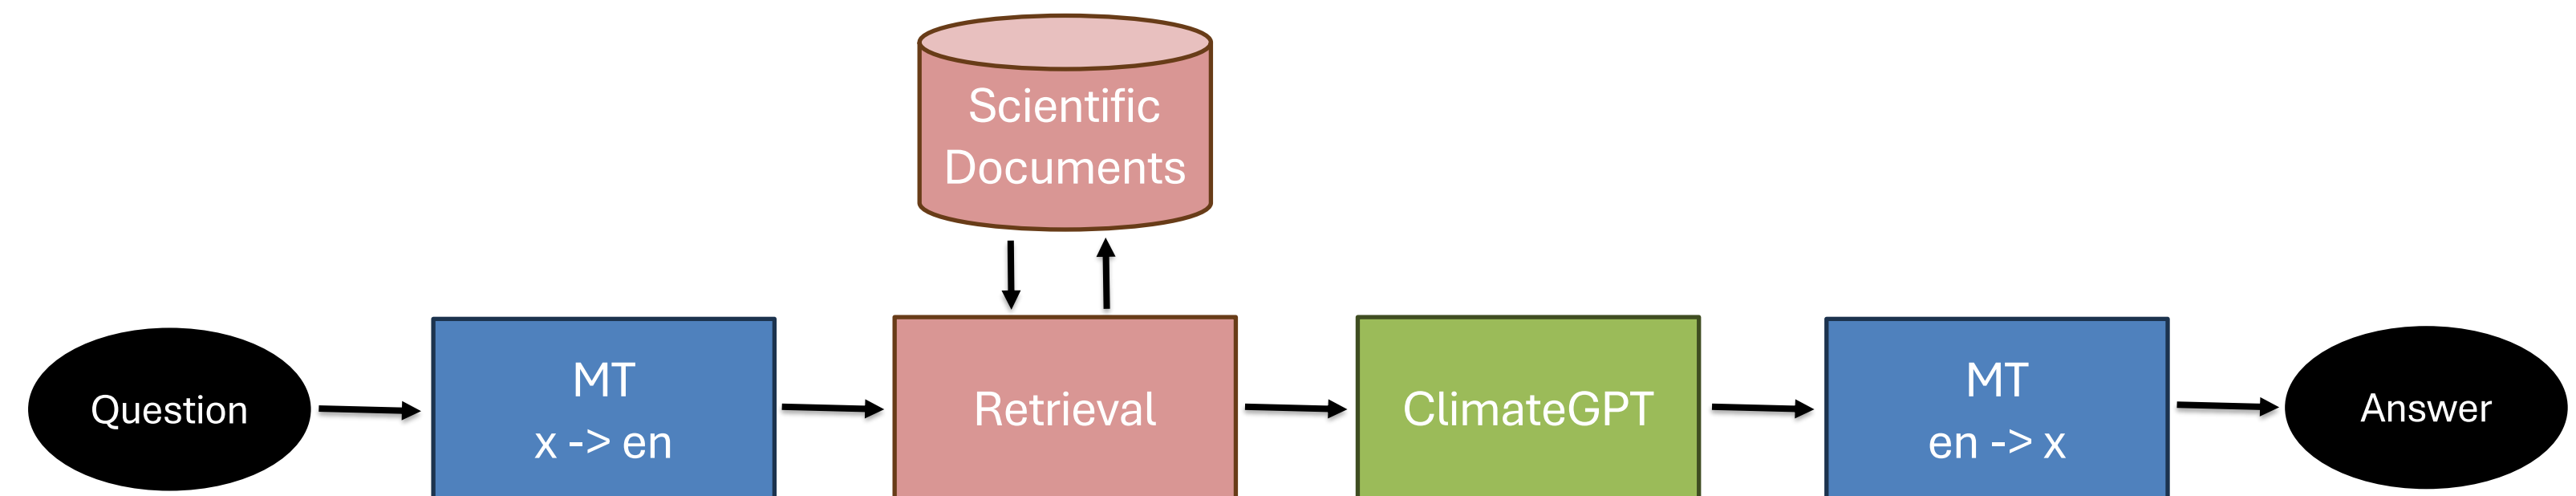 Scientific
Documents
Question
MT
x -> en
Retrieval
ClimateGPT
MT
en -> x
Answer